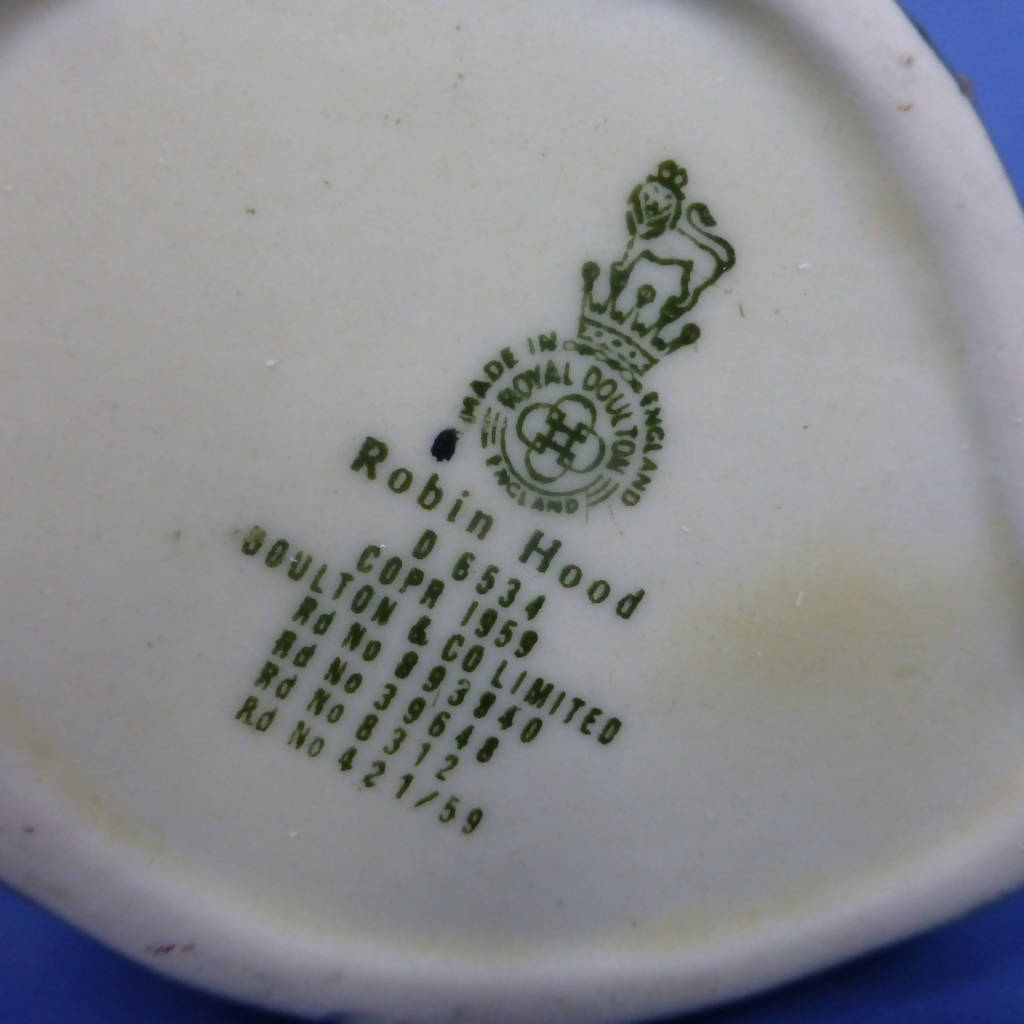 MADE IN ENGLAND
ROYAL DOULTON
ENGLAND
Robin Hood
D 6534
COPR 1959
DOULTON & CO LIMITED
Rd No 893940
Rd No 39648
Rd No 8312
Rd No 421/59